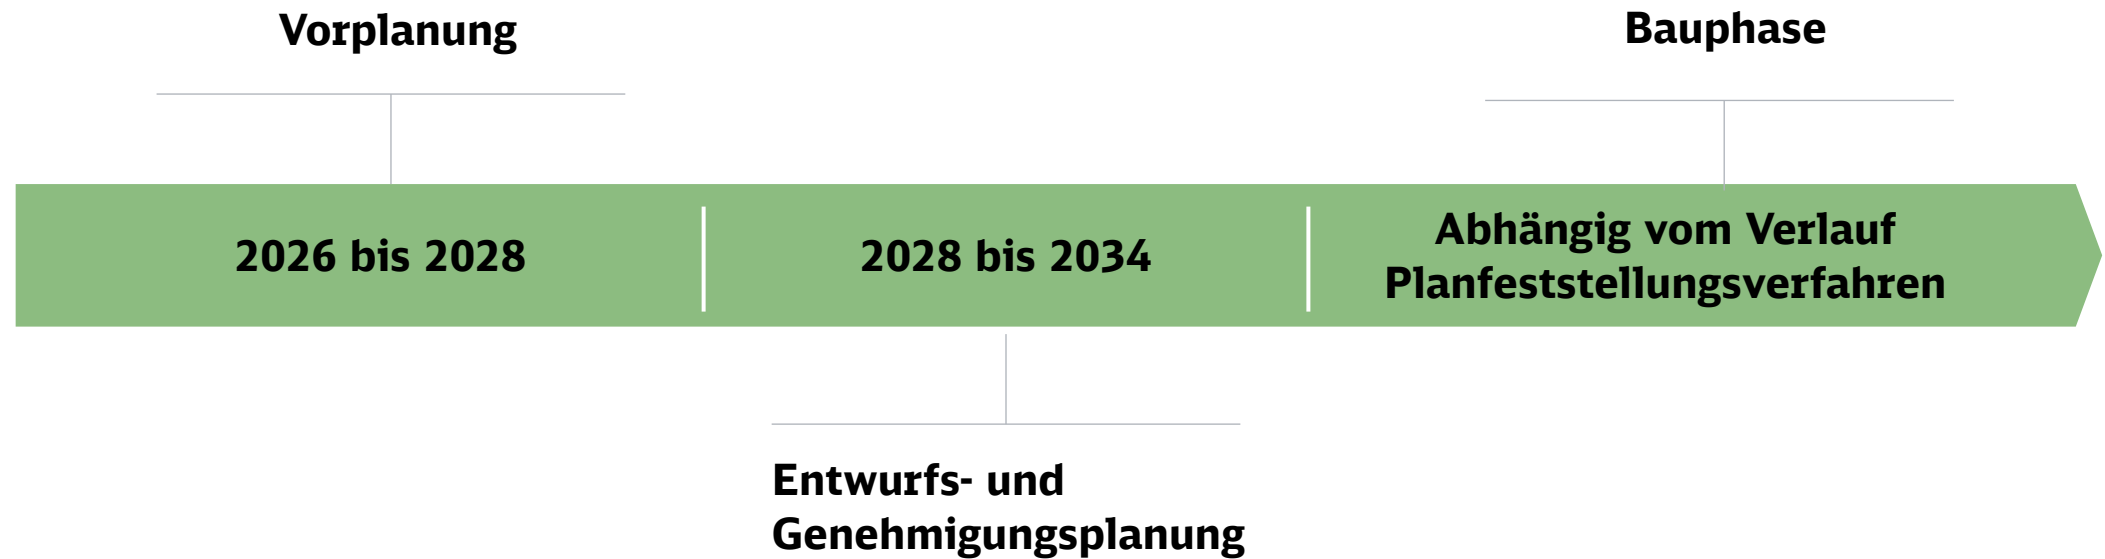 Vorplanung
Bauphase
2026 bis 2028
2028 bis 2034
Abhängig vom Verlauf
Planfeststellungsverfahren
Entwurfs- und
Genehmigungsplanung